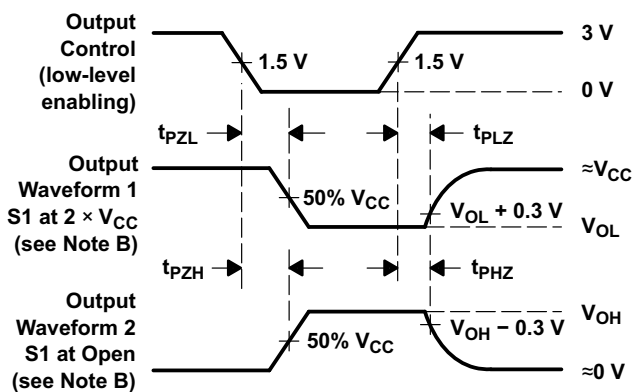 Output
Control
(low-level
enabling)
1.5 V
1.5 V
3 V
0 V
tPZL
tPLZ
Output
Waveform 1
S1 at 2 × VCC
(see Note B)
50% VCC
VOL + 0.3 V
≈VCC
VOL
tPZH
tPHZ
Output
Waveform 2
S1 at Open
(see Note B)
50% VCC
VOH − 0.3 V
VOH
≈0 V